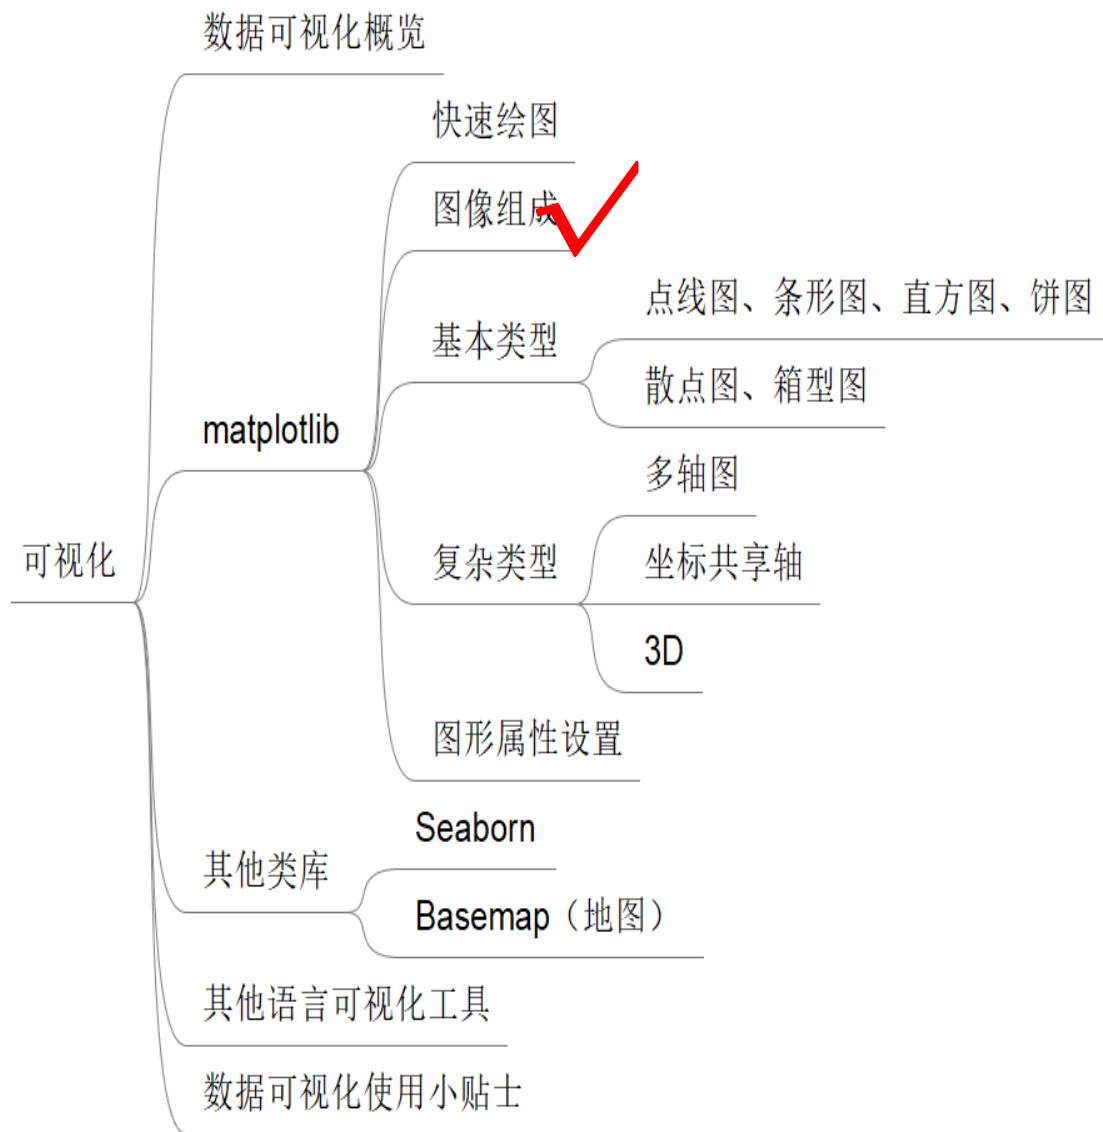 数据可视化概览
快速绘图
图像组成
点线图、条形图、直方图、饼图
基本类型
散点图、箱型图
matplotlib
多轴图
可视化
复杂类型
坐标共享轴
3D
图形属性设置
Seaborn
其他类库
Basemap（地图）
其他语言可视化工具
数据可视化使用小贴士